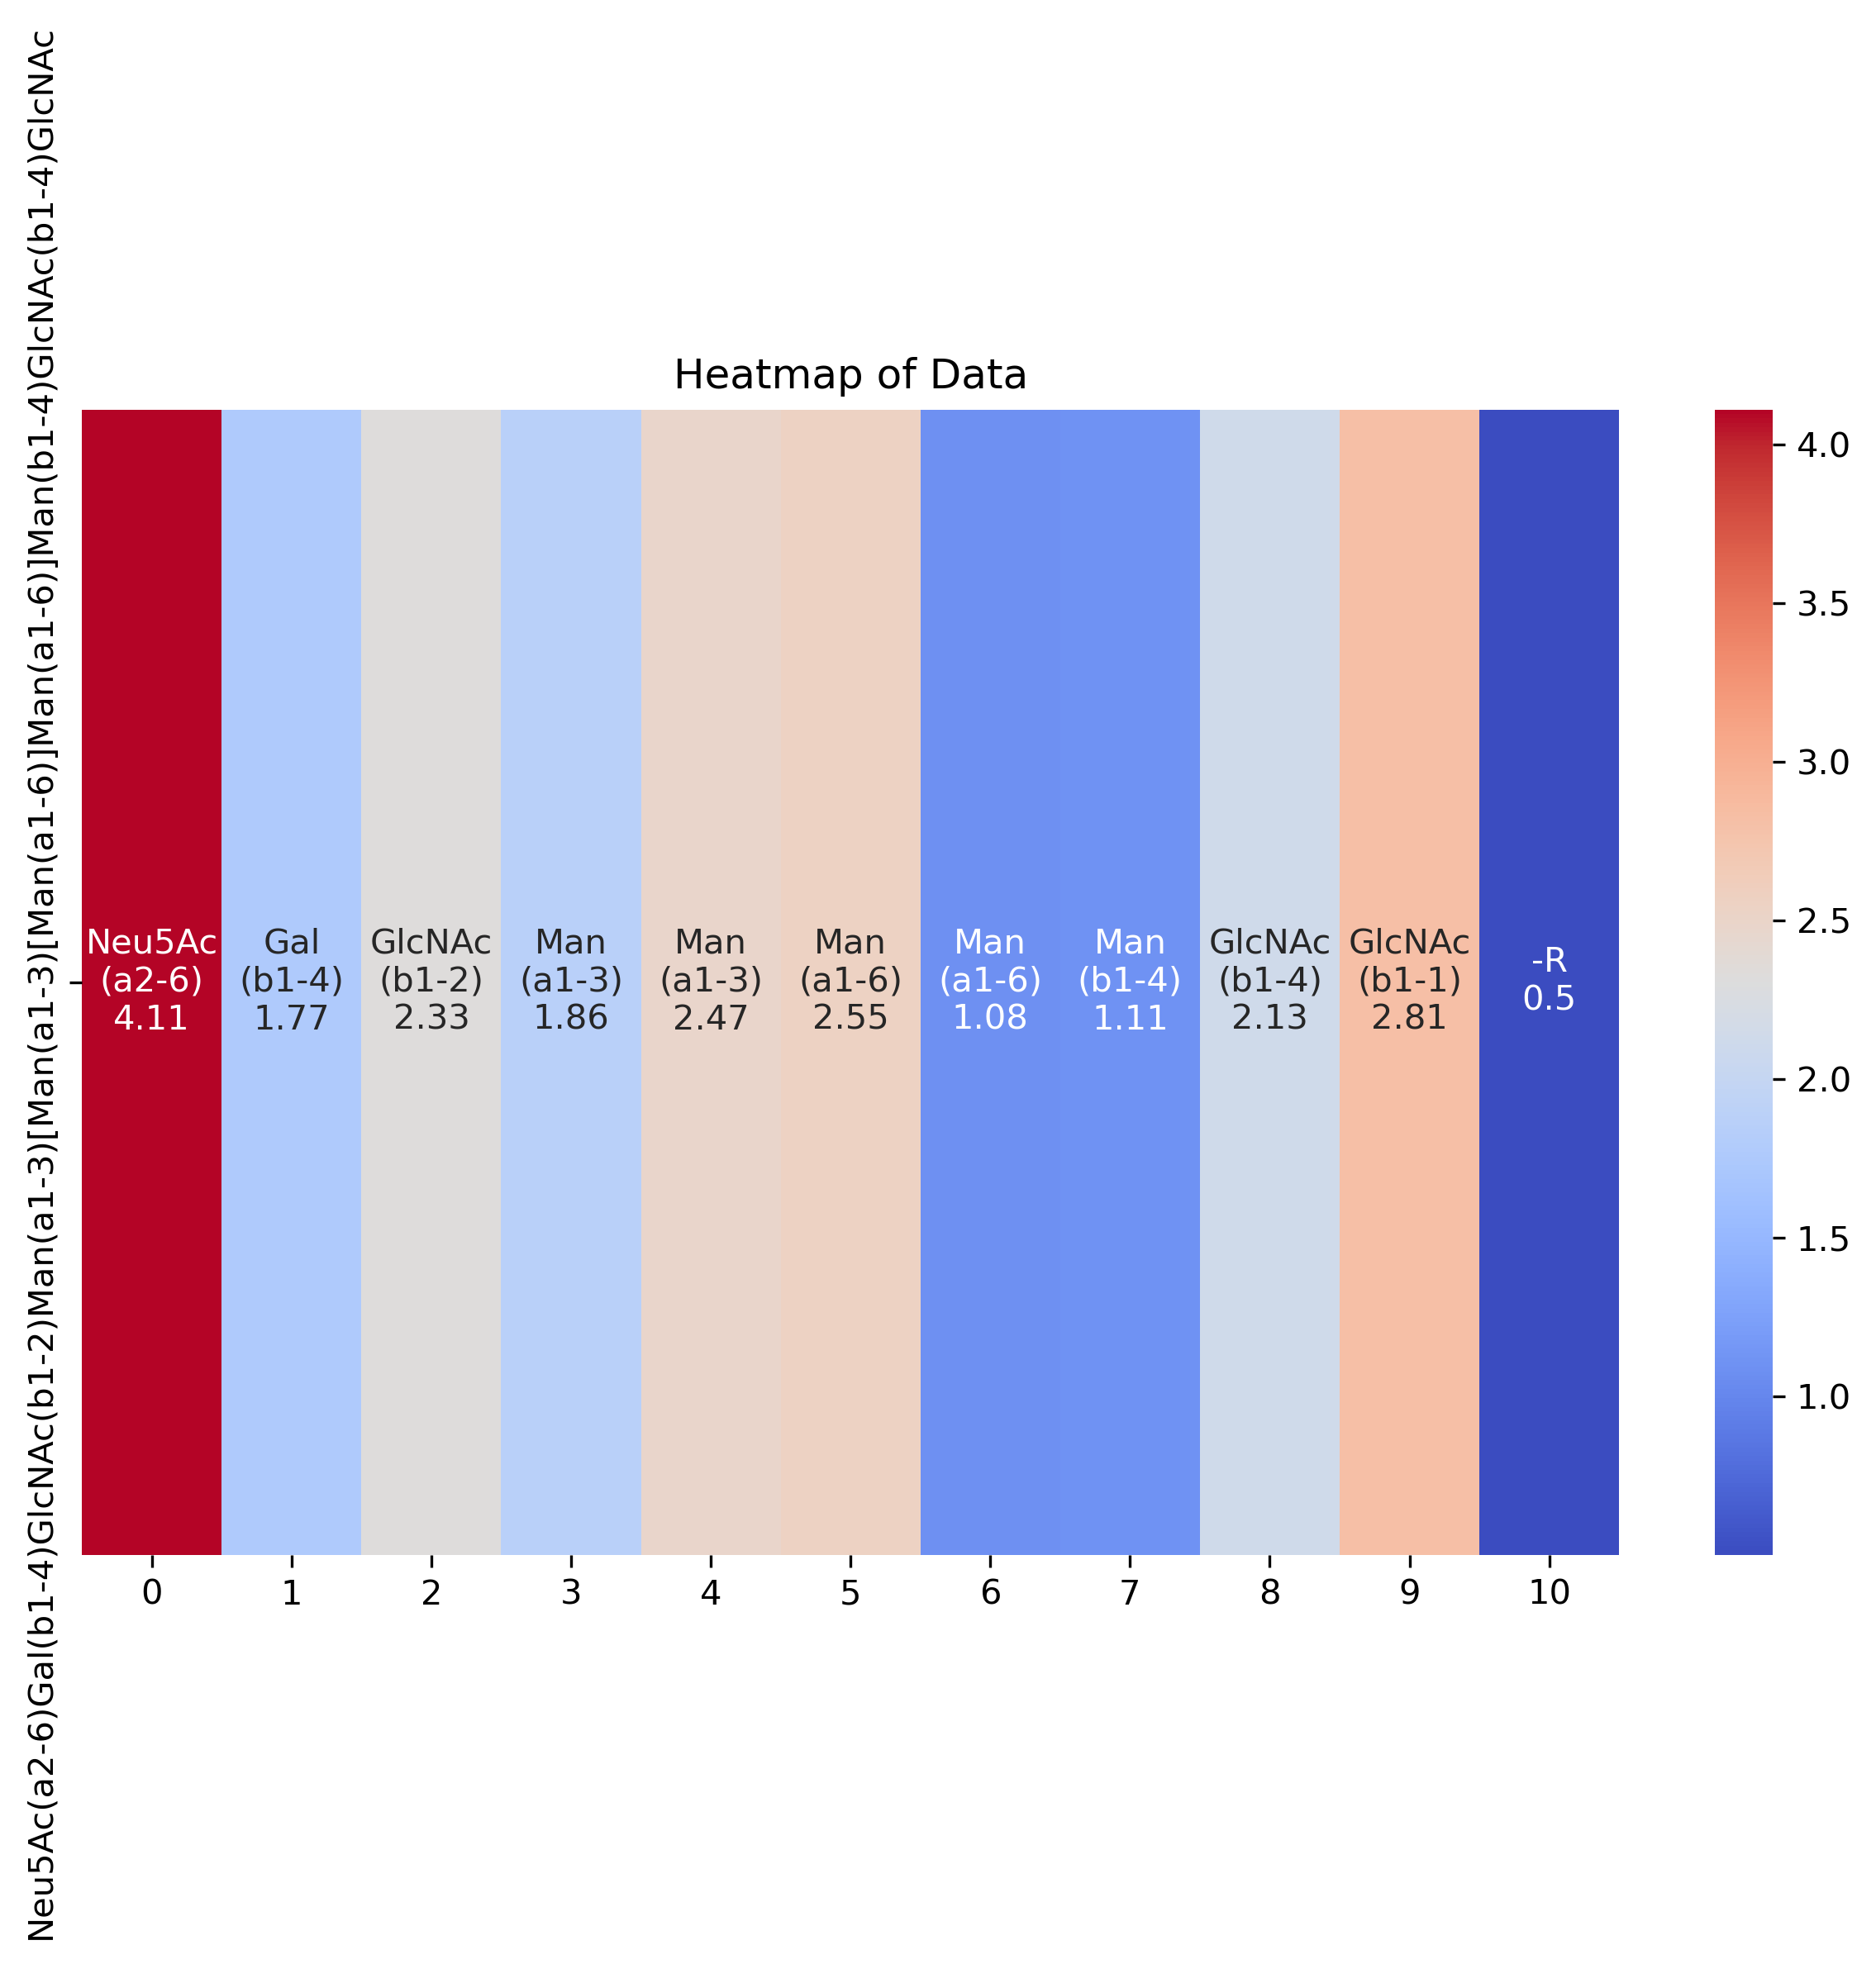 Heatmap of Data
Neu5Ac(a2-6)Gal(b1-4)GlcNAc(b1-2)Man(a1-3)[Man(a1-3)[Man(a1-6)]Man(a1-6)]Man(b1-4)GlcNAc(b1-4)GlcNAc
Neu5Ac
(a2-6)
4.11
Gal
(b1-4)
1.77
GlcNAc
(b1-2)
2.33
Man
(a1-3)
1.86
Man
(a1-3)
2.47
Man
(a1-6)
2.55
Man
(a1-6)
1.08
Man
(b1-4)
1.11
GlcNAc
(b1-4)
2.13
GlcNAc
(b1-1)
2.81
-R
0.5
0
1
2
3
4
5
6
7
8
9
10
4.0
3.5
3.0
2.5
2.0
1.5
1.0